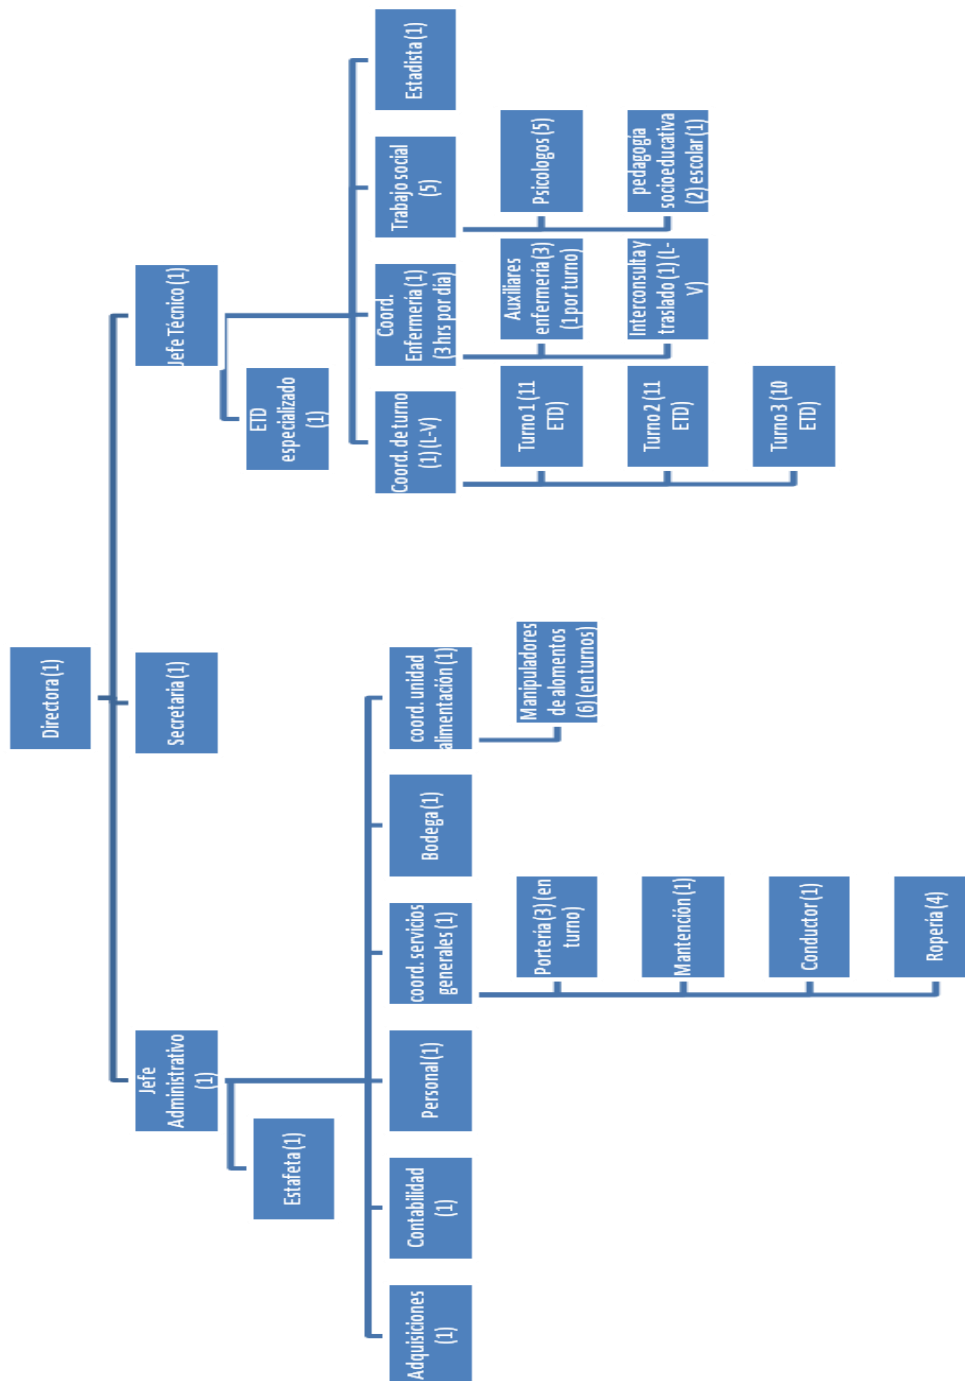 Directora (1)
Jefe
Administrativo
(1)
Secretaria (1)
Jefe Técnico (1)
Estafeta (1)
ETD
especializado
(1)
Adquisiciones
(1)
Contabilidad
(1)
Personal (1)
coord. servicios
generales (1)
Bodega (1)
coord. unidad
alimentación (1)
Coord. de turno
(1) (L-V)
Coord.
Enfermería (1)
(3 hrs por dia)
Trabajo social
(5)
Estadista (1)
Portería (3) (en
turno)
Mantención (1)
Conductor (1)
Ropería (4)
Manipuladores
de alomentos
(6) (en turnos)
Turno 1 (11
ETD)
Turno 2 (11
ETD)
Turno 3 (10
ETD)
Auxiliares
enfermería (3)
(1 por turno)
Interconsulta y
traslado (1) (L-
V)
Psicologos (5)
pedagogía
socioeducativa
(2) escolar (1)